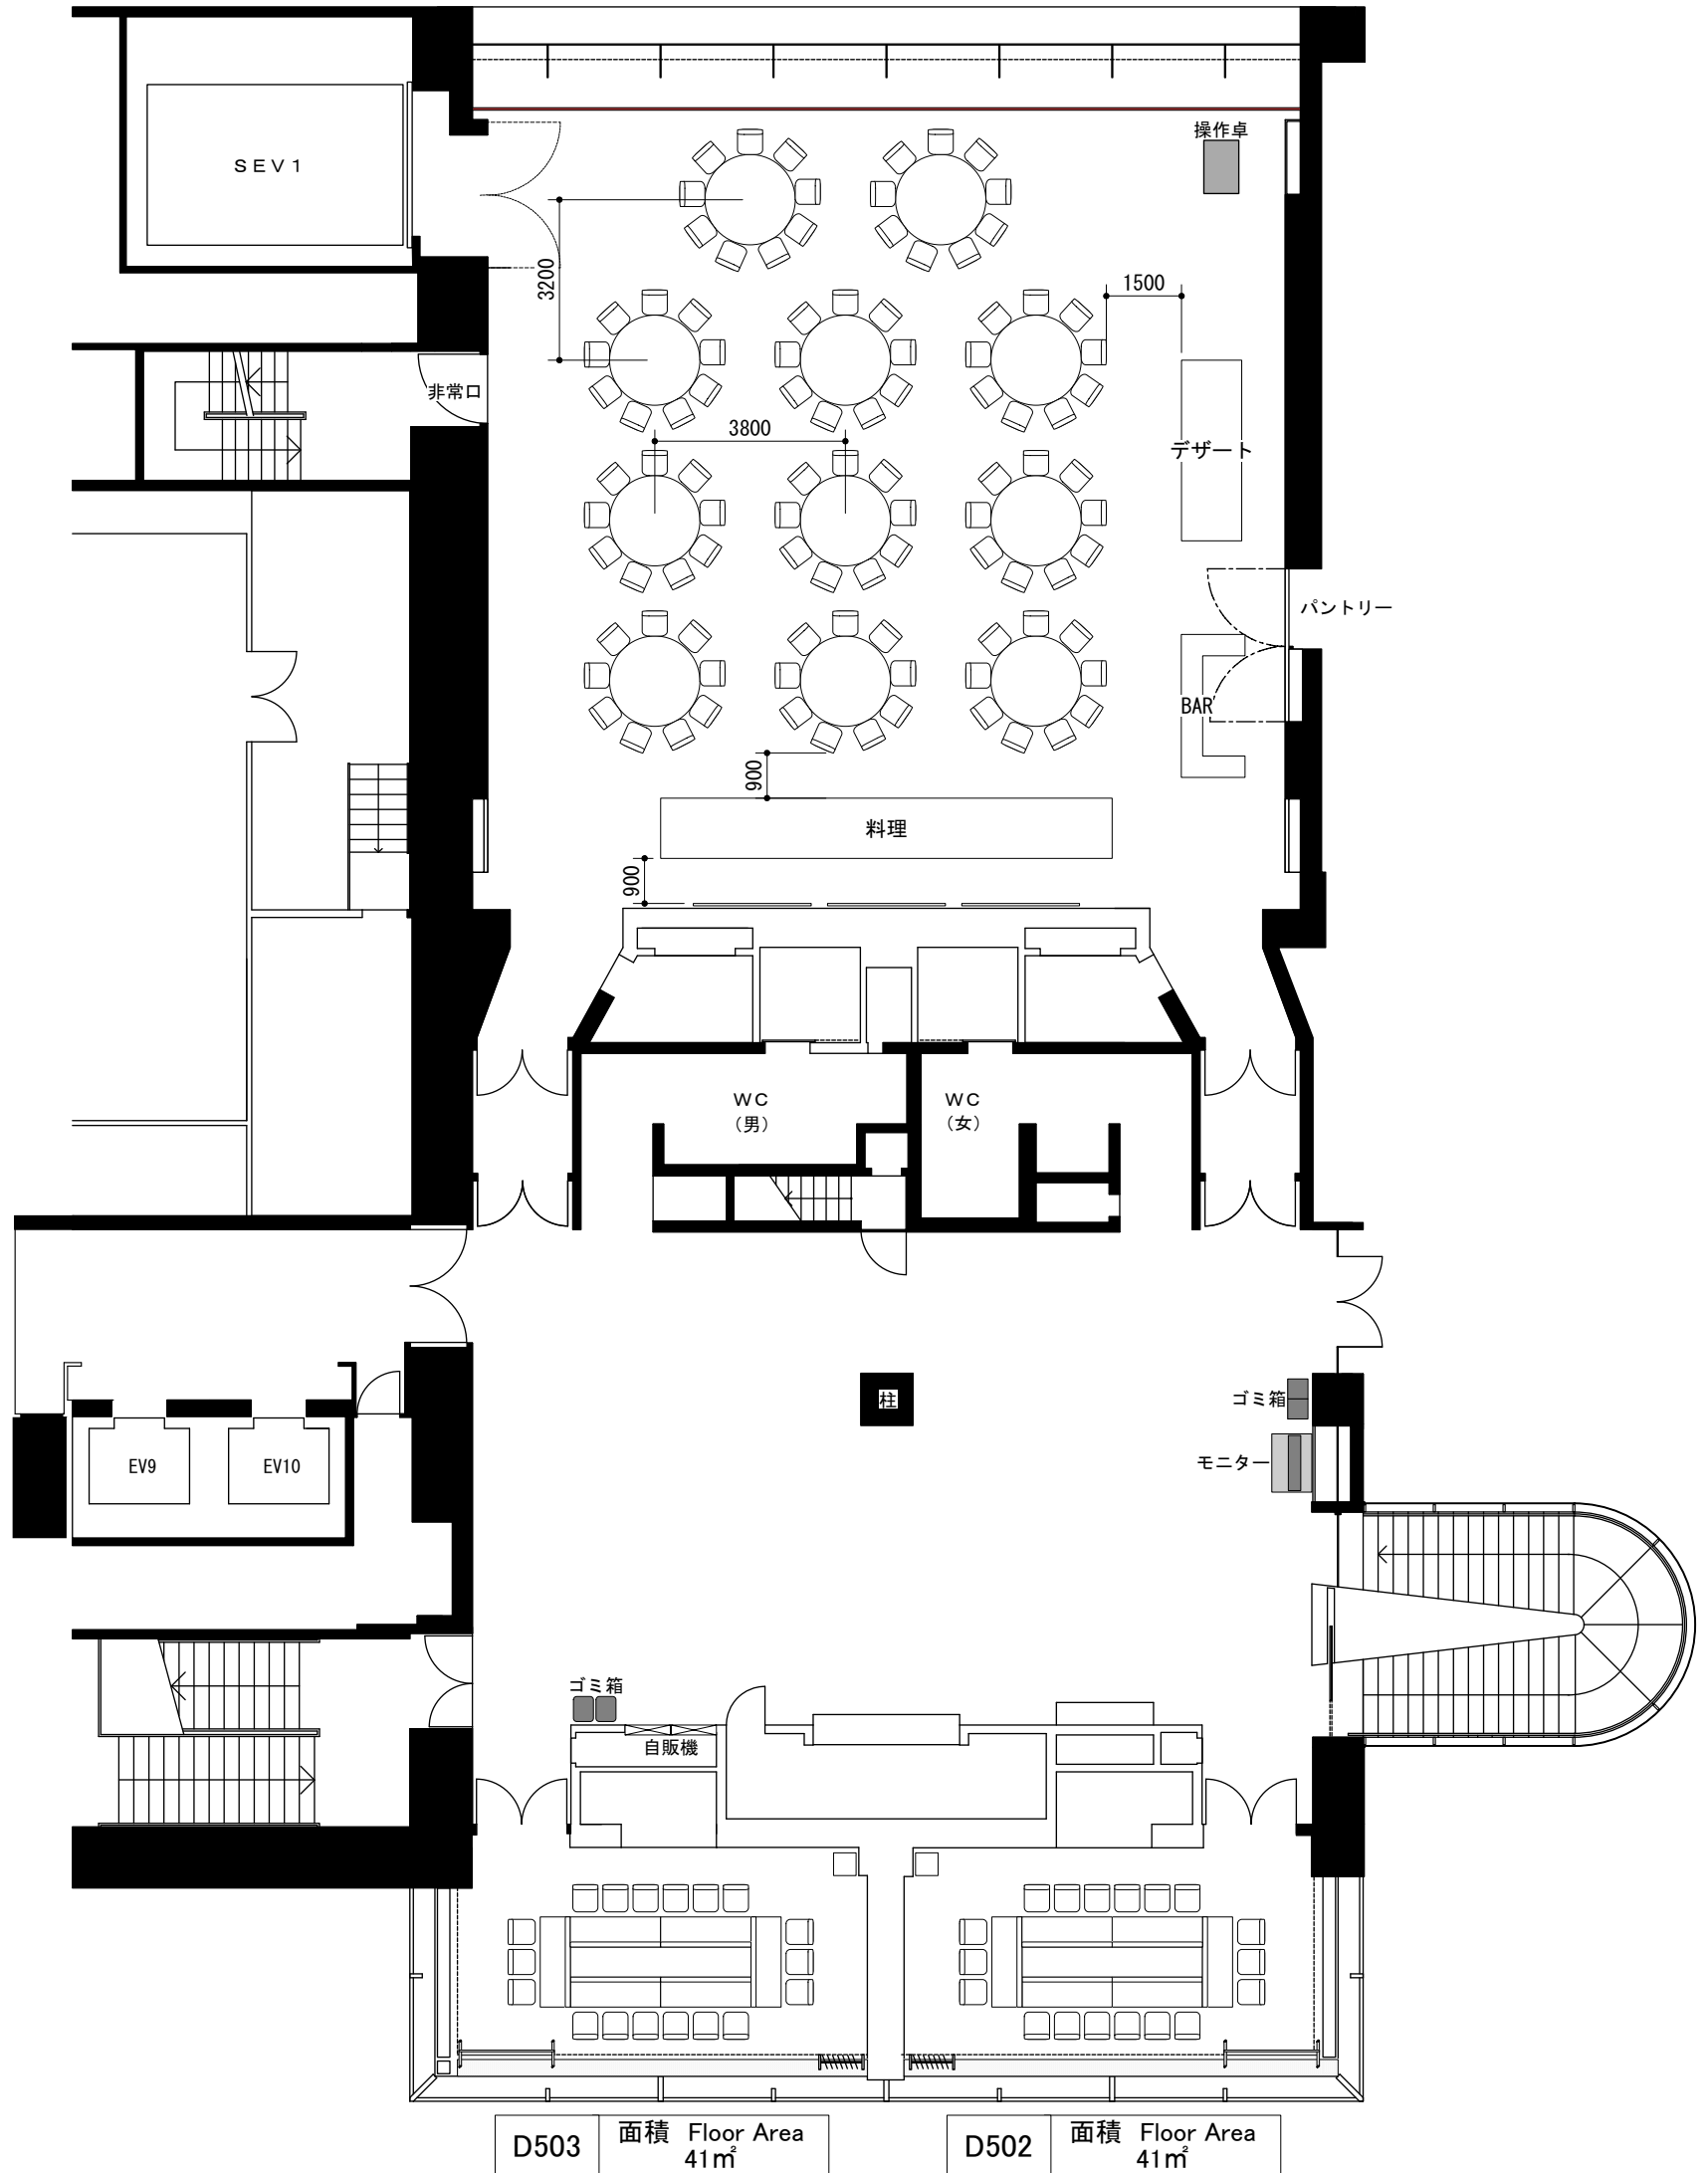 操作卓
ＳＥＶ１
3200
1500
非常口
3800
デザート
パントリー
BAR
900
料理
900
ＷＣ
（男）
ＷＣ
（女）
柱
ゴミ箱
モニター
EV9
EV10
ゴミ箱
自販機
D503
面積 Floor Area
41㎡
D502
面積 Floor Area
41㎡